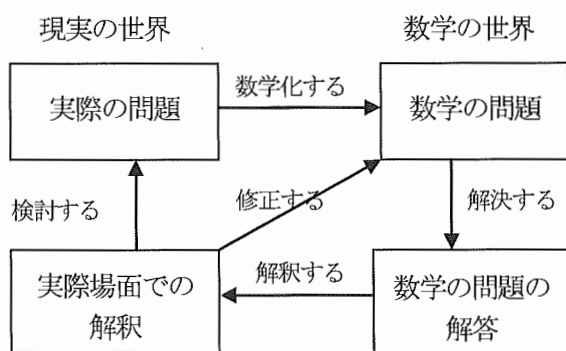 現実の世界
数学の世界
実際の問題
数学化する
数学の問題
検討する
修正する
解決する
実際場面での
解釈
解釈する
数学の問題の
解答